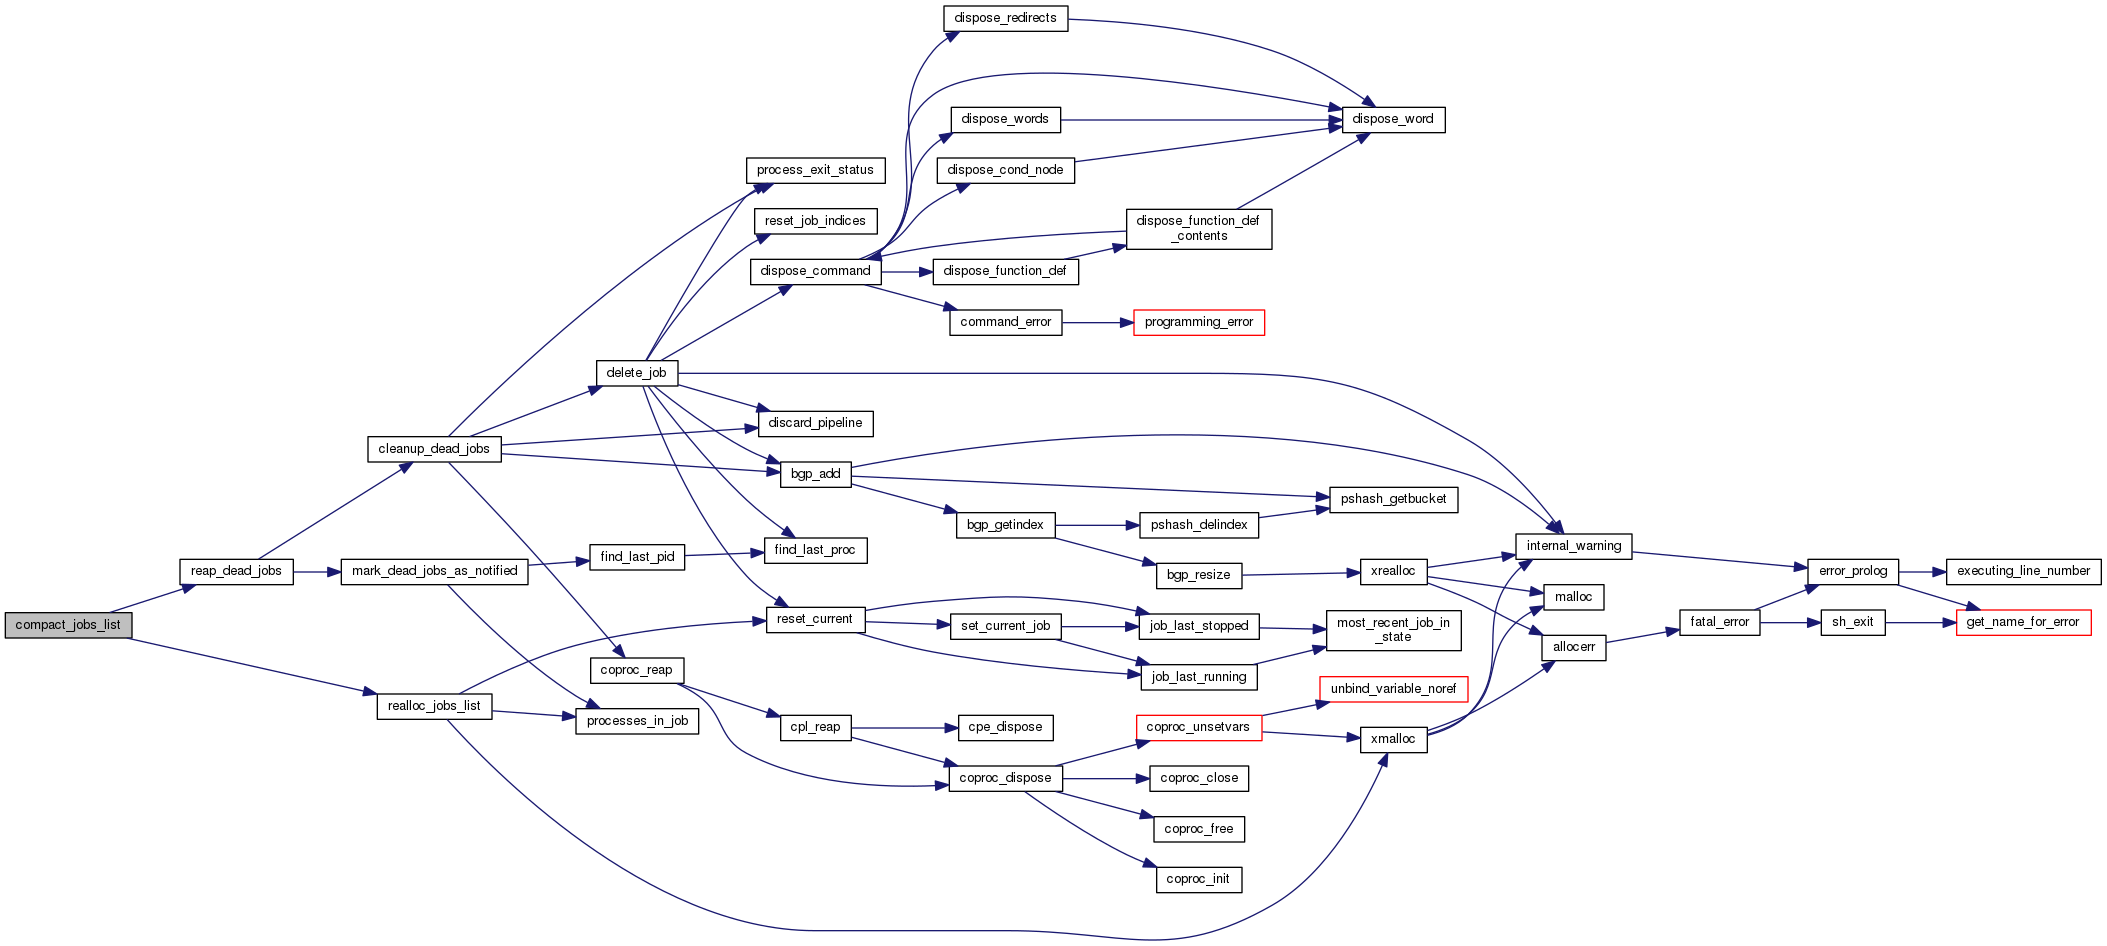 dispose_redirects
dispose_words
dispose_word
process_exit_status
dispose_cond_node
reset_job_indices
dispose_function_def
_contents
dispose_command
dispose_function_def
command_error
programming_error
delete_job
discard_pipeline
cleanup_dead_jobs
bgp_add
pshash_getbucket
bgp_getindex
pshash_delindex
internal_warning
find_last_pid
find_last_proc
reap_dead_jobs
mark_dead_jobs_as_notified
bgp_resize
xrealloc
error_prolog
executing_line_number
malloc
compact_jobs_list
reset_current
set_current_job
job_last_stopped
most_recent_job_in
_state
fatal_error
sh_exit
get_name_for_error
allocerr
coproc_reap
job_last_running
unbind_variable_noref
realloc_jobs_list
processes_in_job
cpl_reap
cpe_dispose
coproc_unsetvars
xmalloc
coproc_dispose
coproc_close
coproc_free
coproc_init